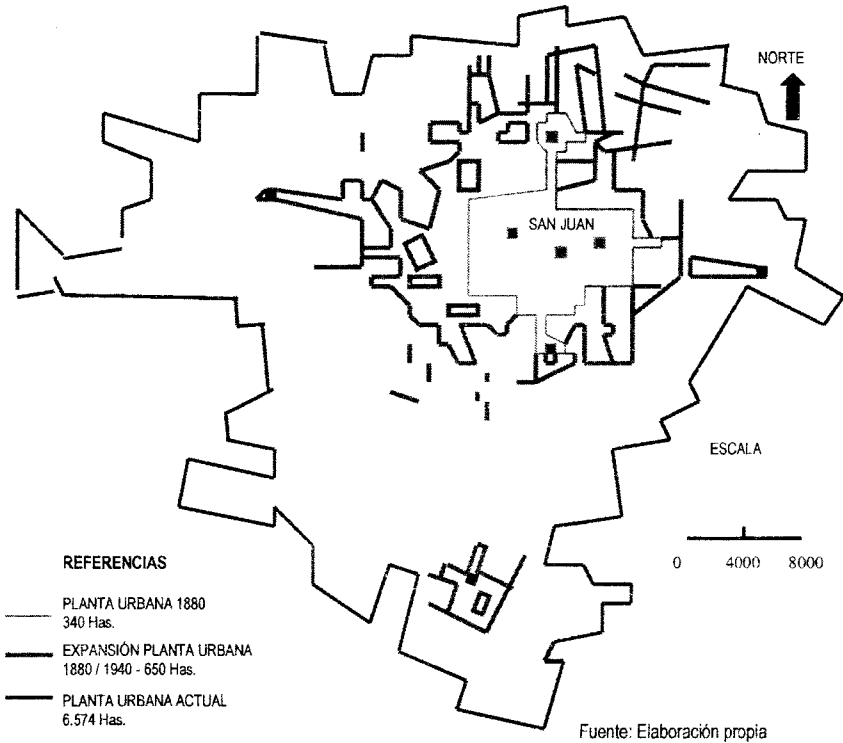 NORTE
SAN JUAN
ESCALA
0 4000 8000
REFERENCIAS
PLANTA URBANA 1880
340 Has.
EXPANSIÓN PLANTA URBANA
1880 / 1940 - 650 Has.
PLANTA URBANA ACTUAL
6.574 Has.
Fuente: Elaboración propia